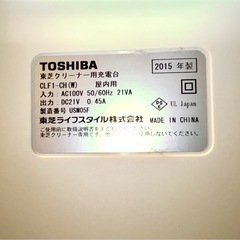 TOSHIBA
2015 年製
東芝クリーナー用充電台
CLF1-CH(W) 屋内用
入力：AC100V 50/60Hz 21VA
出力：DC21V 0.45A
製造番号 USM05F
UL Japan
東芝ライフスタイル株式会社
MADE IN CHINA